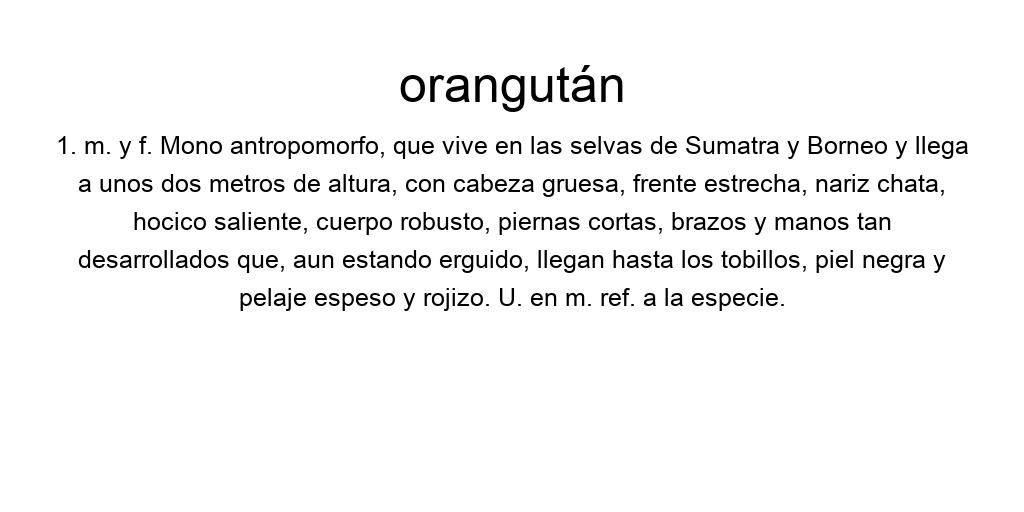 orangután
1. m. y f. Mono antropomorfo, que vive en las selvas de Sumatra y Borneo y llega
a unos dos metros de altura, con cabeza gruesa, frente estrecha, nariz chata,
hocico saliente, cuerpo robusto, piernas cortas, brazos y manos tan
desarrollados que, aun estando erguido, llegan hasta los tobillos, piel negra y
pelaje espeso y rojizo. U. en m. ref. a la especie.